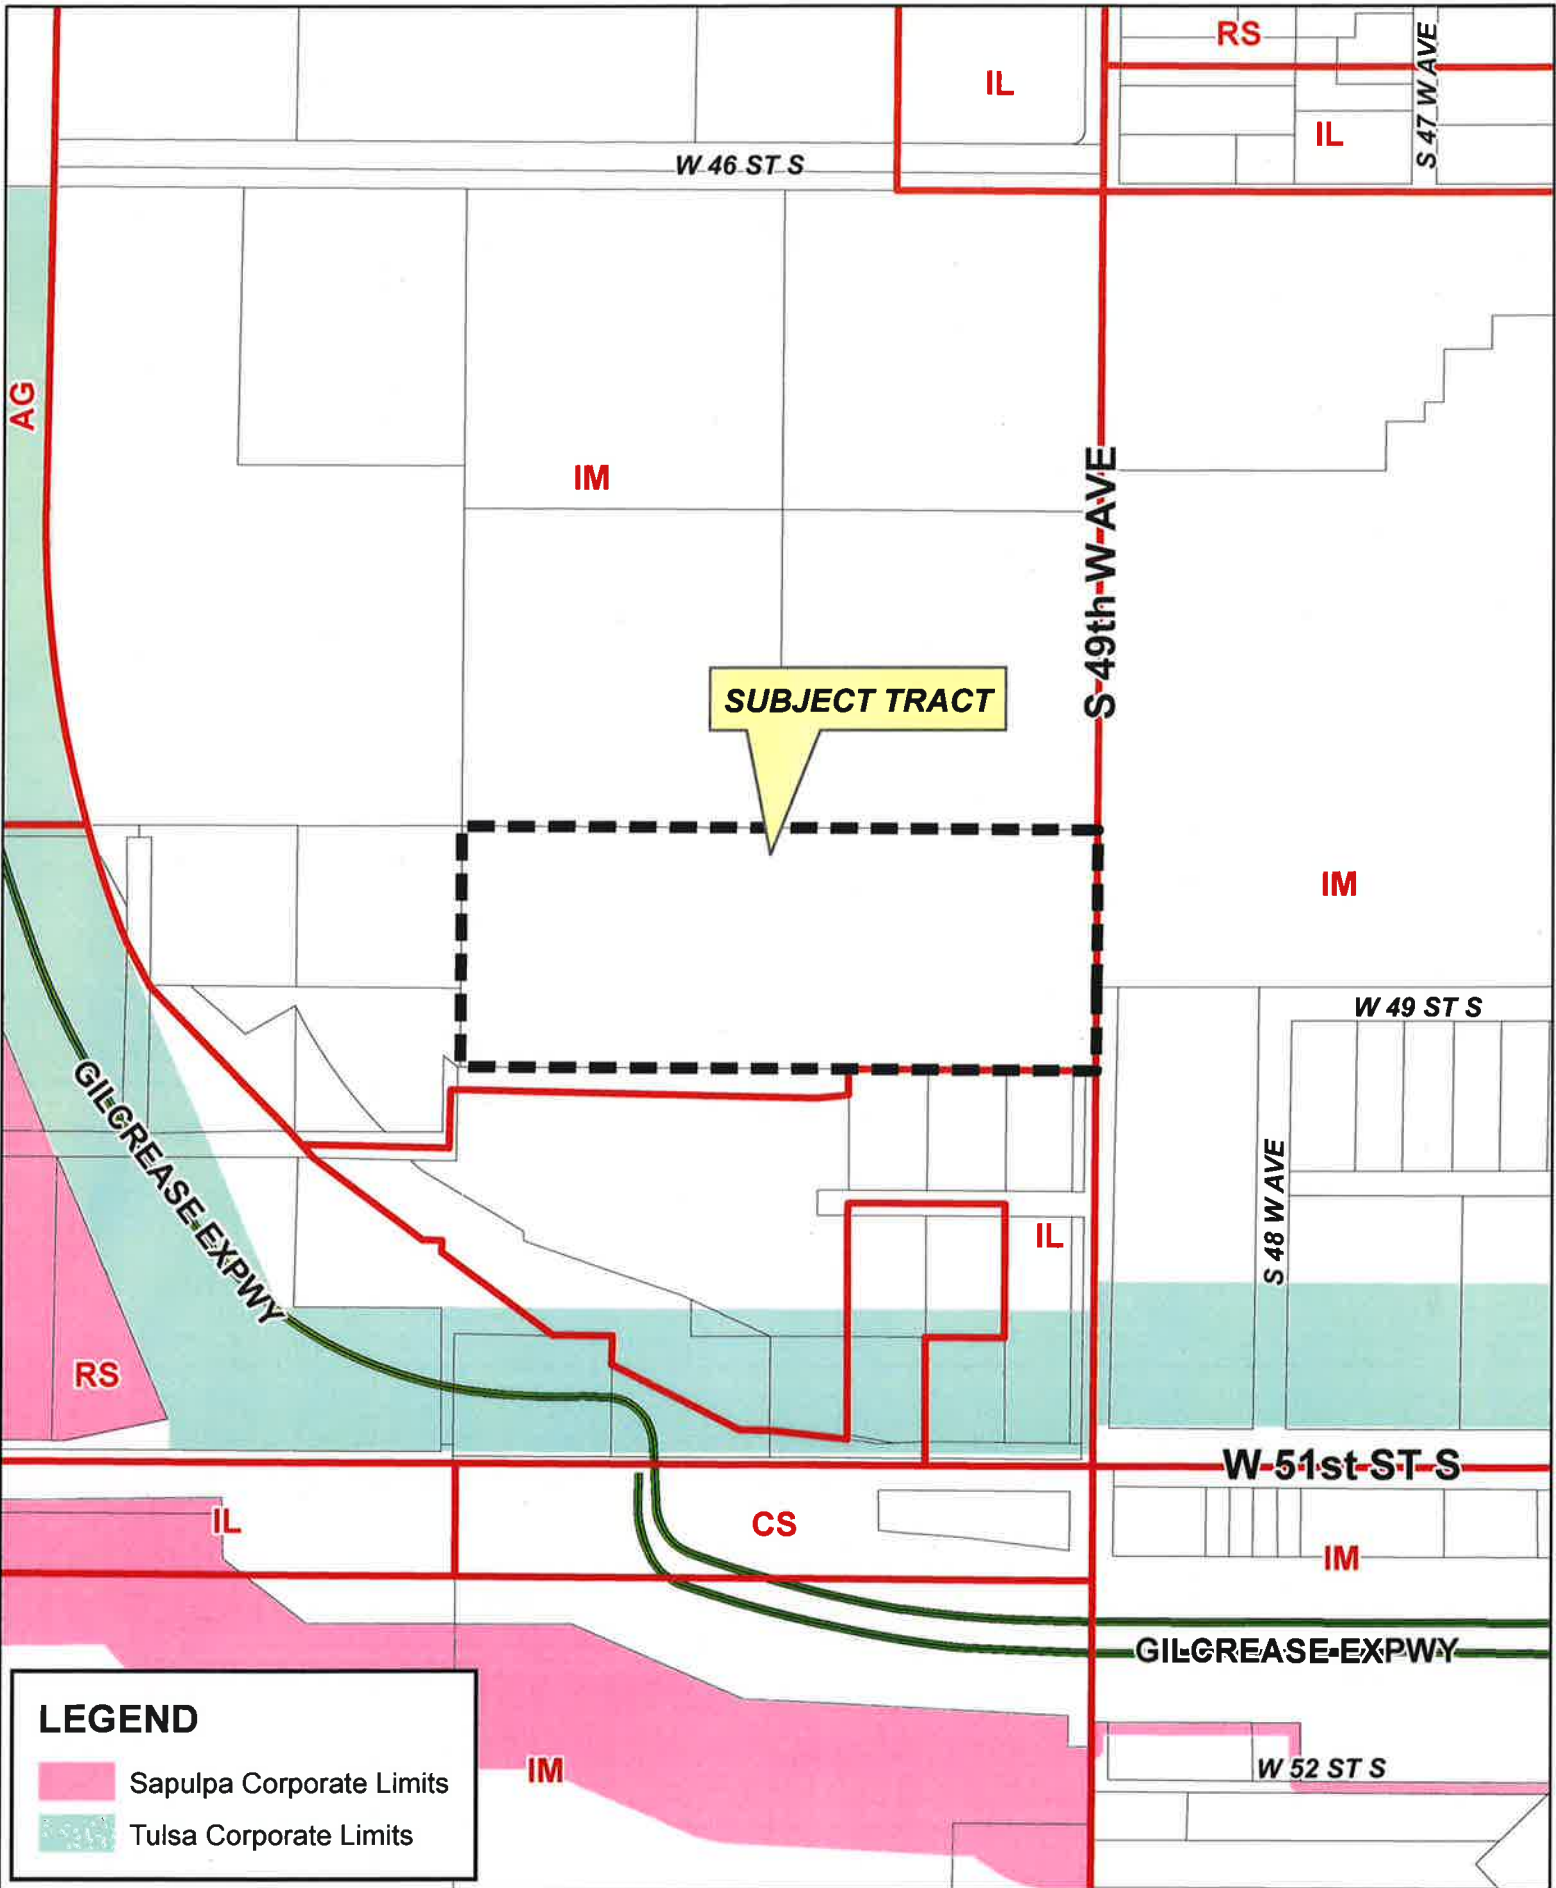 RS
IL
S 47 W AVE
IL
W 46 ST S
AG
IM
S 49th W AVE
SUBJECT TRACT
IM
W 49 ST S
GILCREASE EXPWY
S 48 W AVE
IL
RS
W 51st ST S
IL
CS
IM
GILCREASE EXPWY
LEGEND
Sapulpa Corporate Limits
Tulsa Corporate Limits
IM
W 52 ST S